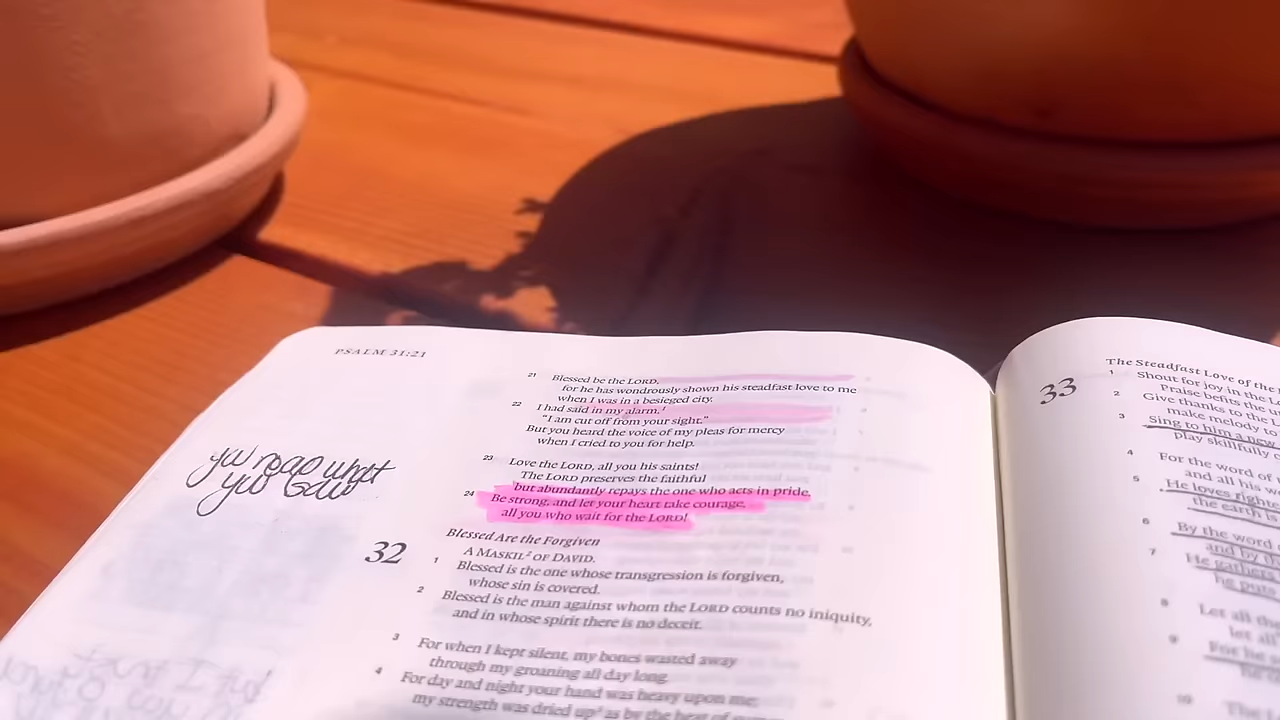 PSALM 31:21
21 Blessed be the LORD,
for he has wondrously shown his steadfast love to me
when I was in a besieged city.
22 I had said in my alarm,¹
"I am cut off from your sight."
But you heard the voice of my pleas for mercy
when I cried to you for help.
23 Love the LORD, all you his saints!
The LORD preserves the faithful
but abundantly repays the one who acts in pride.
24 Be strong, and let your heart take courage,
all you who wait for the LORD!
you reap what
you sow
Blessed Are the Forgiven
32 A MASKIL² OF DAVID.
1 Blessed is the one whose transgression is forgiven,
whose sin is covered.
2 Blessed is the man against whom the LORD counts no iniquity,
and in whose spirit there is no deceit.
3 For when I kept silent, my bones wasted away
through my groaning all day long.
4 For day and night your hand was heavy upon me;
my strength was dried up³ as by the heat of
The Steadfast Love of the
33
1 Shout for joy in the
Praise befits the
2 Give thanks to the
make melody to
3 Sing to him a new
play skillfully
4 For the word of
and all his
5 He loves
the earth is
6 By the word
and by
7 He gathers
he puts
8 Let all the
let all
9 For he
he
10 The